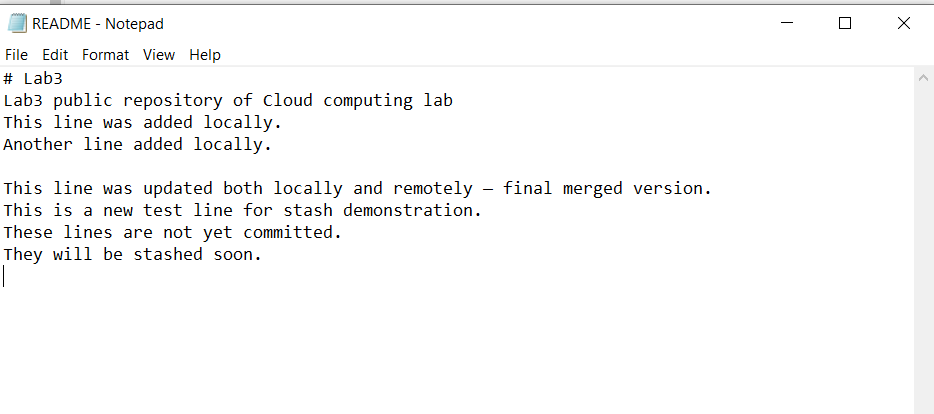 README - Notepad
File Edit Format View Help
# Lab3
Lab3 public repository of Cloud computing lab
This line was added locally.
Another line added locally.

This line was updated both locally and remotely — final merged version.
This is a new test line for stash demonstration.
These lines are not yet committed.
They will be stashed soon.